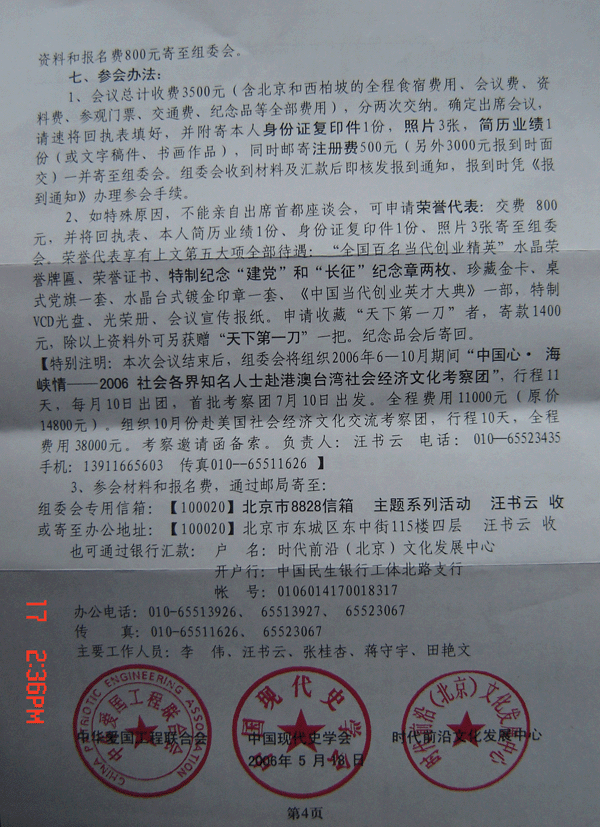 资料和报名费800元寄至组委会。
七、参会办法:
1、会议总计收费3500元(含北京和西柏坡的全程食宿费用、会议费,资
料费、参观门票、交通费、纪念品等全部费用),分两次交纳。确定出席会议,
请速将回执表填好,并附寄本人身份证复印件1份,照片3张,简历业绩1
份(或文字稿件、书画作品),同时邮寄注册费500元(另外3000元报到时面
交)一并寄至组委会。组委会收到材料及汇款后即核发报到通知,报到时凭《报
到通知》办理参会手续。
2、如特殊原因,不能亲自出席首都座谈会,可申请荣誉代表:交费 800
元,并将回执表、本人简历业绩1份、身份证复印件1份、照片3张寄至组委
会。荣誉代表享有上文第五大项全部待遇:“全国百名当代创业精英”水晶荣
誉牌匾、荣誉证书、特制纪念“建党”和“长征”纪念章两枚、珍藏金卡、桌
式党旗一套、水晶台式镀金印章一套、《中国当代创业英才大典》一部,特制
VCD光盘、光荣册、会议宣传报纸。申请收藏“天下第一刀”者,寄款1400
元,除以上资料外可另获赠“天下第一刀”一把。纪念品会后寄回。
【特别注明:本次会议结束后,组委会将组织2006年6—10月期间“中国心·海
峡情——2006 社会各界知名人士赴港澳台湾社会经济文化考察团”,行程11
天,每月10日出团,首批考察团7月10日出发。全程费用11000元(原价
14800元)。组织10月份赴美国社会经济文化交流考察团,行程10天,全程
费用38000元。考察邀请函备索。负责人:汪书云 电话:010—65523435
手机:13911665603 传真010--65511626 】
3、参会材料和报名费,通过邮局寄至:
组委会专用信箱:【100020】北京市8828信箱 主题系列活动 汪书云 收
或寄至办公地址:【100020】北京市东城区东中街115楼四层 汪书云 收
也可通过银行汇款:户 名:时代前沿(北京)文化发展中心
开户行:中国民生银行工体北路支行
帐 号:0106014170018317
办公电话:010-65513926、65513927、65523067
传 真:010-65511626、65523067
主要工作人员:李 伟、汪书云、张桂杏、蒋守宇、田艳文
中华爱国工程联合会 中国现代史学会 时代前沿文化发展中心
2006年 5 月 18 日
CHINA PATRIOTIC ENGINEERING ASSOCIATION
中华爱国工程联合会
中国现代史学会
时代前沿(北京)文化发展中心
第4页
17 2:36PM